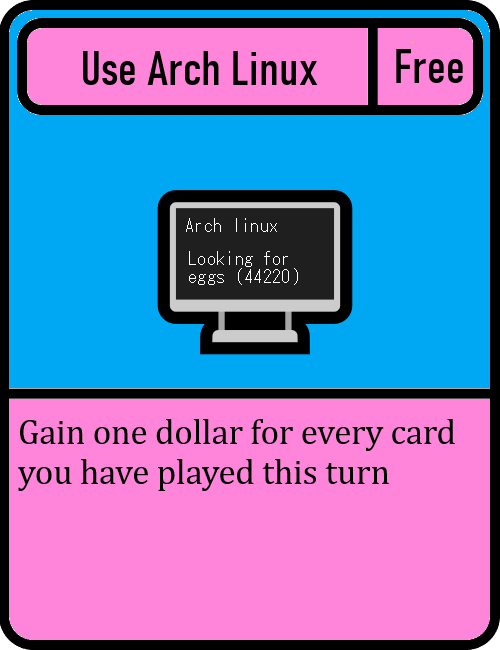 Use Arch Linux
Free
Arch linux
Looking for
eggs (44220)
Gain one dollar for every card
you have played this turn